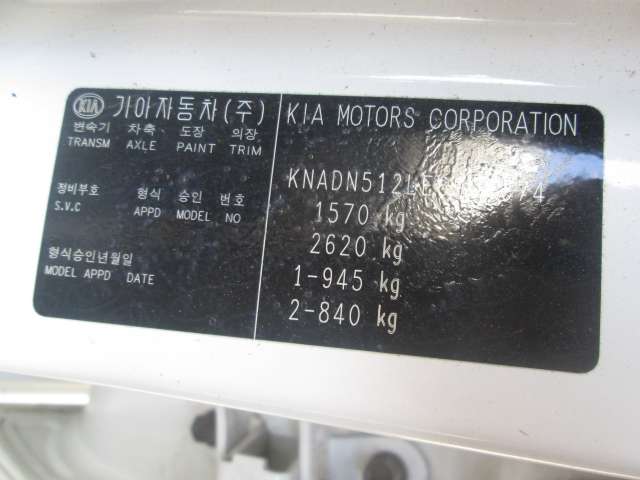 KIA 기아자동차(주)
변속기 차축 도장 의장
TRANSM AXLE PAINT TRIM
정비부호 형식 승인 번호
S.V.C APPD MODEL NO
형식승인년월일
MODEL APPD DATE
KIA MOTORS CORPORATION
1570 kg
2620 kg
1-945 kg
2-840 kg